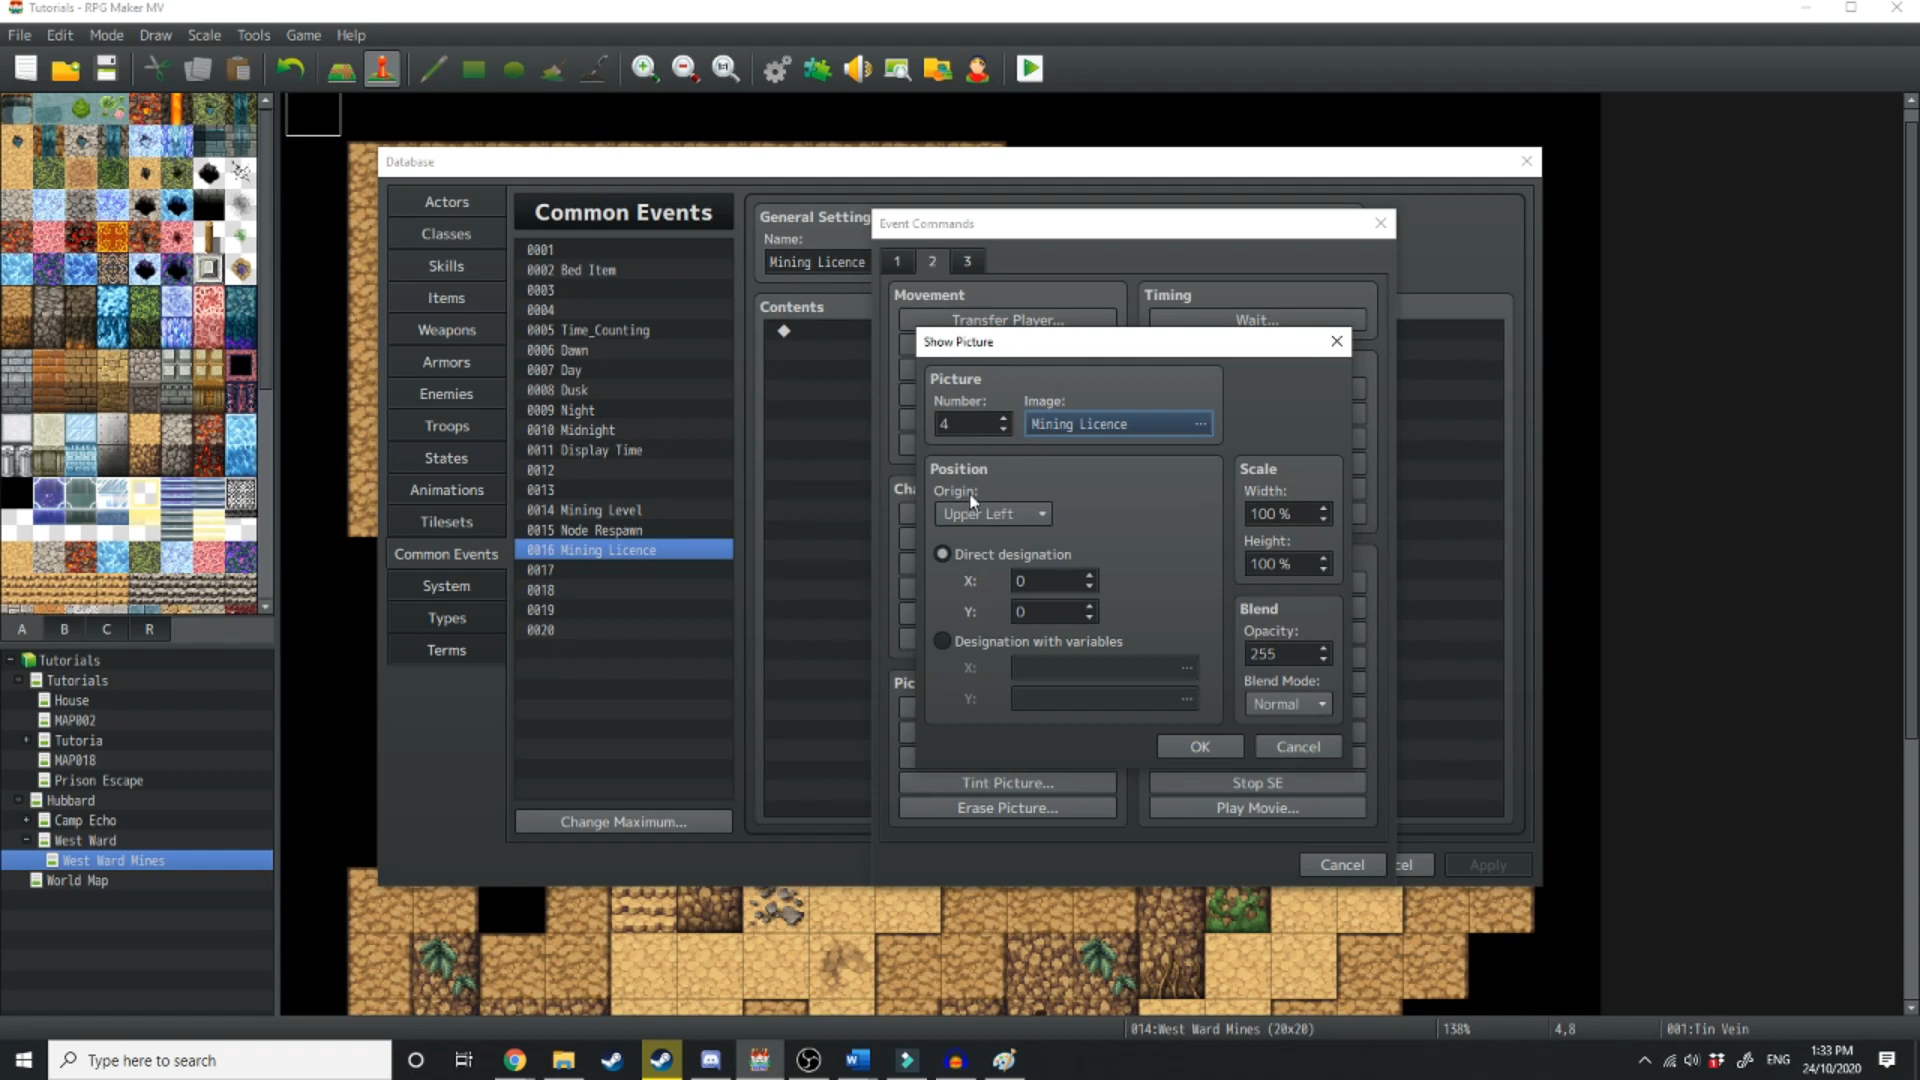 Tutorials - RPG Maker MV
File Edit Mode Draw Scale Tools Game Help
Database
Actors
Classes
Skills
Items
Weapons
Armors
Enemies
Troops
States
Animations
Tilesets
Common Events
System
Types
Terms
Common Events
0001
0002 Bed Item
0003
0004
0005 Time_Counting
0006 Dawn
0007 Day
0008 Dusk
0009 Night
0010 Midnight
0011 Display Time
0012
0013
0014 Mining Level
0015 Node Respawn
0016 Mining Licence
0017
0018
0019
0020
Change Maximum...
General Setting
Name:
Mining Licence
Contents
Event Commands
1 2 3
Movement
Transfer Player...
Timing
Wait...
Cha
Pic
Show Picture
Picture
Number:
4
Image:
Mining Licence ...
Position
Origin:
Upper Left
Direct designation
X: 0
Y: 0
Designation with variables
X: ...
Y: ...
Scale
Width:
100 %
Height:
100 %
Blend
Opacity:
255
Blend Mode:
Normal
OK
Cancel
Tint Picture...
Erase Picture...
Stop SE
Play Movie...
Cancel
cel
Apply
A B C R
Tutorials
Tutorials
House
MAP002
Tutoria
MAP018
Prison Escape
Hubbard
Camp Echo
West Ward
West Ward Mines
World Map
014:West Ward Mines (20x20)
138%
4,8
001:Tin Vein
Type here to search
ENG
1:33 PM
24/10/2020